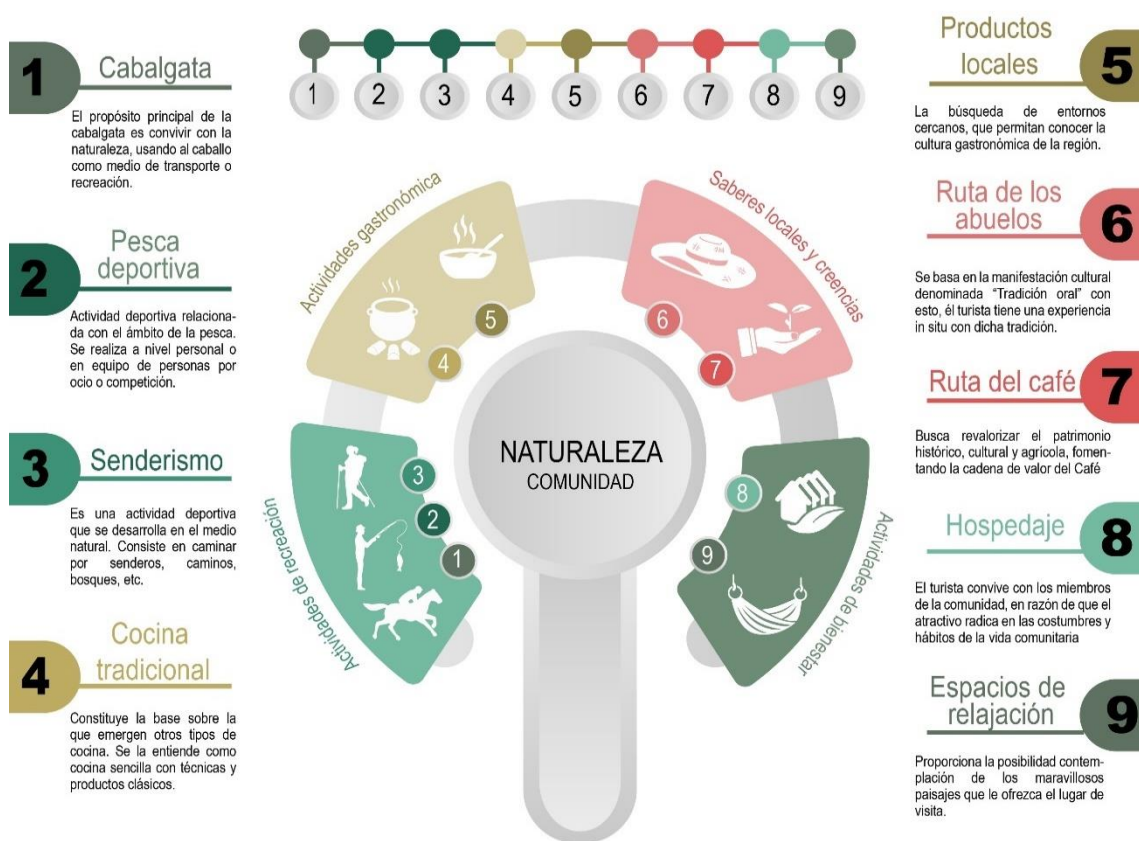 1
Cabalgata
El propósito principal de la
cabalgata es convivir con la
naturaleza, usando al caballo
como medio de transporte o
recreación.
2
Pesca
deportiva
Actividad deportiva relaciona-
da con el ámbito de la pesca.
Se realiza a nivel personal o
en equipo de personas por
ocio o competición.
3
Senderismo
Es una actividad deportiva
que se desarrolla en el medio
natural. Consiste en caminar
por senderos, caminos,
bosques, etc.
4
Cocina
tradicional
Constituye la base sobre la
que emergen otros tipos de
cocina. Se la entiende como
cocina sencilla con técnicas y
productos clásicos.
1 2 3 4 5 6 7 8 9
Actividades gastronómica
5
4
Saberes locales y creencias
6
7
NATURALEZA
COMUNIDAD
Actividades de recreación
3
2
1
Actividades de bienestar
8
9
Productos
locales
5
La búsqueda de entornos
cercanos, que permitan conocer la
cultura gastronómica de la región.
Ruta de los
abuelos
6
Se basa en la manifestación cultural
denominada “Tradición oral” con
esto, él turista tiene una experiencia
in situ con dicha tradición.
Ruta del café
7
Busca revalorizar el patrimonio
histórico, cultural y agrícola, fomen-
tando la cadena de valor del Café
Hospedaje
8
El turista convive con los miembros
de la comunidad, en razón de que el
atractivo radica en las costumbres y
hábitos de la vida comunitaria
Espacios de
relajación
9
Proporciona la posibilidad contem-
plación de los maravillosos
paisajes que le ofrezca el lugar de
visita.